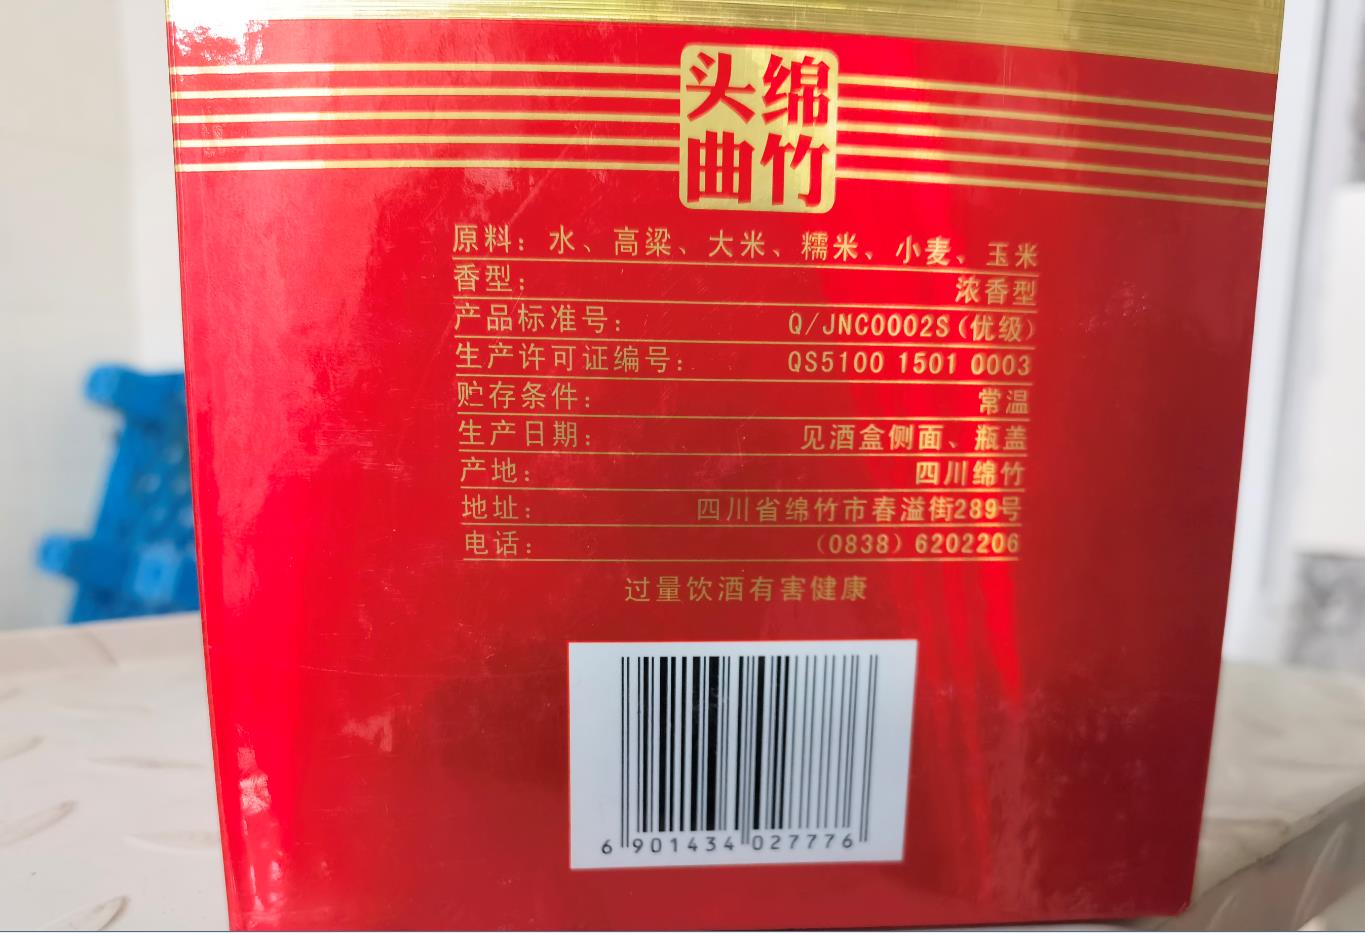 绵竹
头曲
原料：水、高粱、大米、糯米、小麦、玉米
香型：浓香型
产品标准号：Q/JNC0002S(优级)
生产许可证编号：QS5100 1501 0003
贮存条件：常温
生产日期：见酒盒侧面、瓶盖
产地：四川绵竹
地址：四川省绵竹市春溢街289号
电话：（0838）6202206
过量饮酒有害健康
6 901434 027776